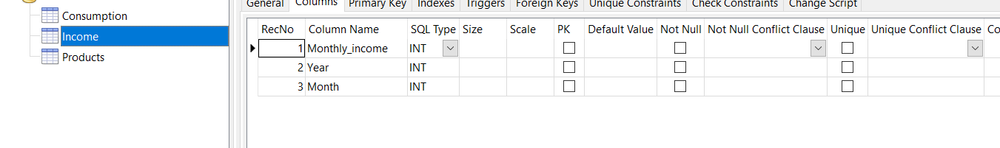 General Columns Primary Key Indexes Triggers Foreign Keys Unique Constraints Check Constraints Change Script
Consumption
Income
Products
RecNo Column Name SQL Type Size Scale PK Default Value Not Null Not Null Conflict Clause Unique Unique Conflict Clause Co
1 Monthly_income INT
2 Year INT
3 Month INT